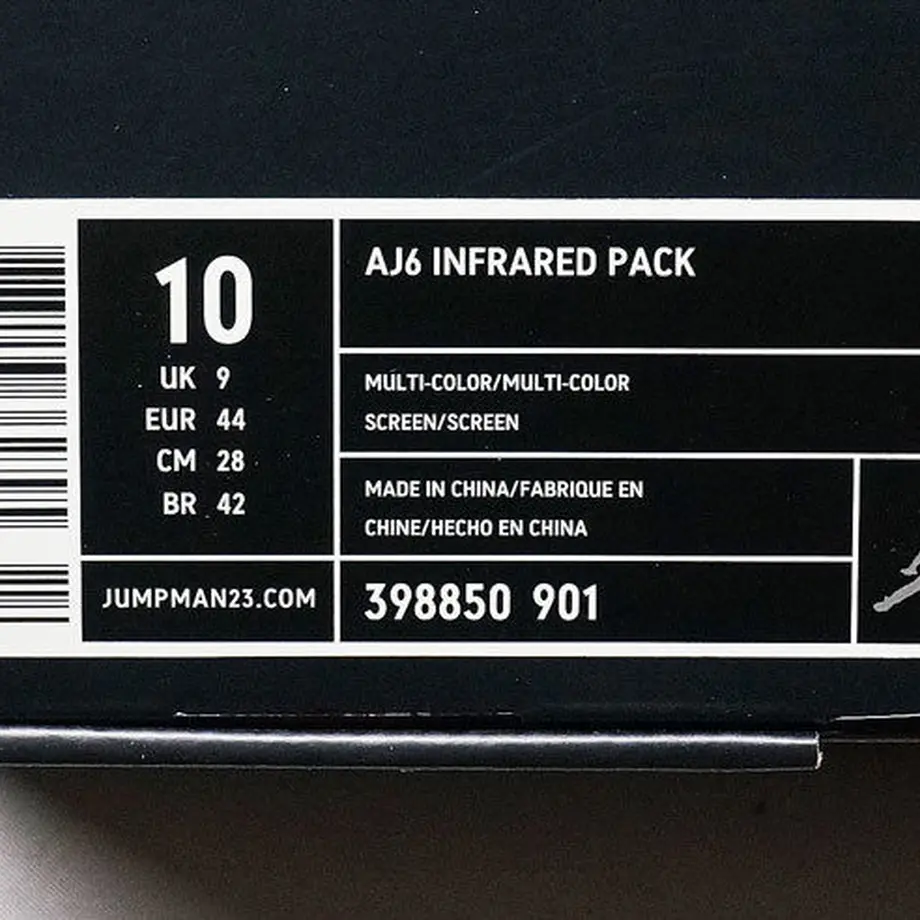 10
UK 9
EUR 44
CM 28
BR 42
JUMPMAN23.COM
AJ6 INFRARED PACK
MULTI-COLOR/MULTI-COLOR
SCREEN/SCREEN
MADE IN CHINA/FABRIQUE EN
CHINE/HECHO EN CHINA
398850 901